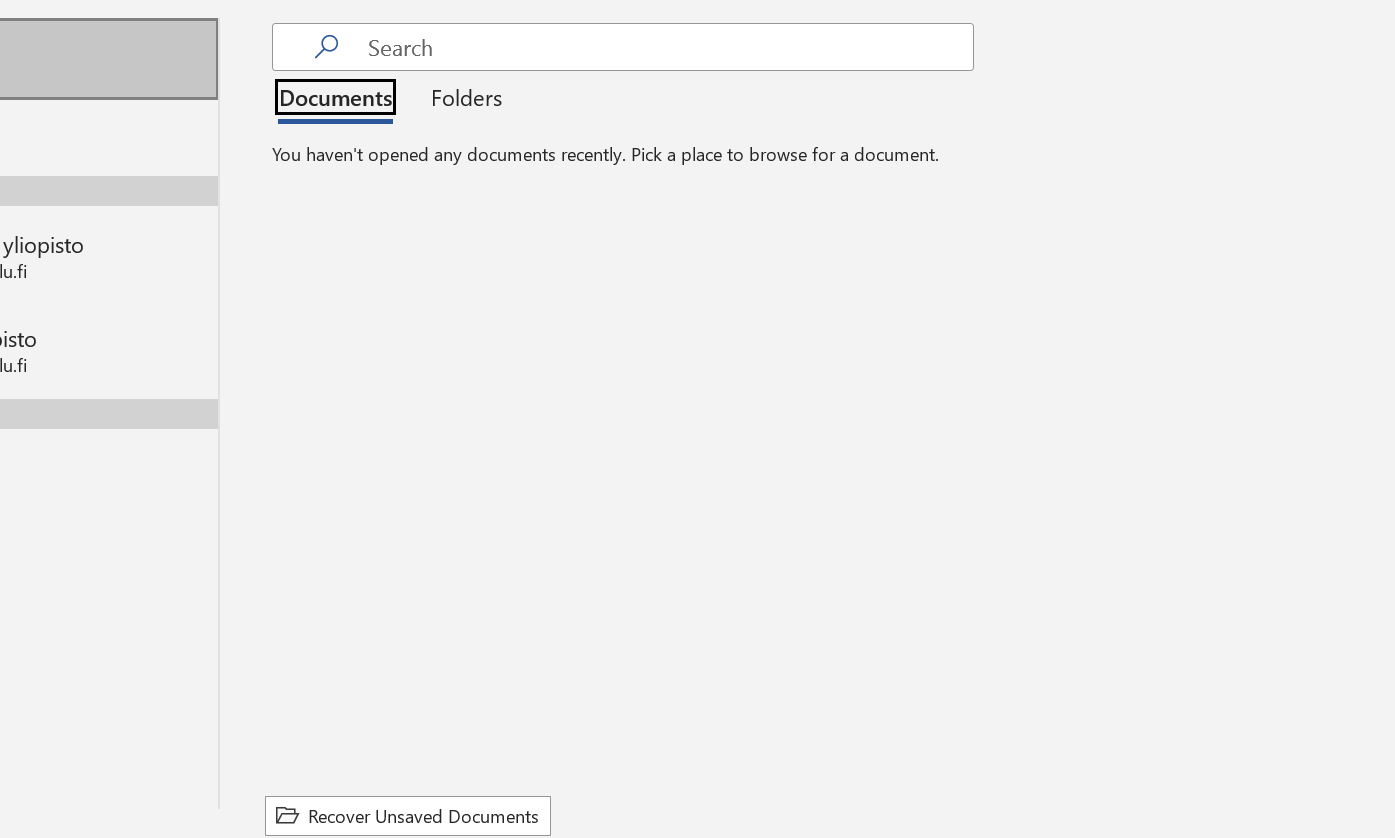 Search
Documents Folders
You haven't opened any documents recently. Pick a place to browse for a document.
yliopisto
lu.fi
isto
lu.fi
Recover Unsaved Documents